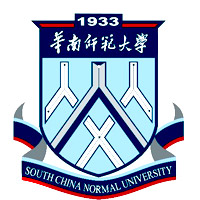 1933
華南師範大學
SOUTH CHINA NORMAL UNIVERSITY